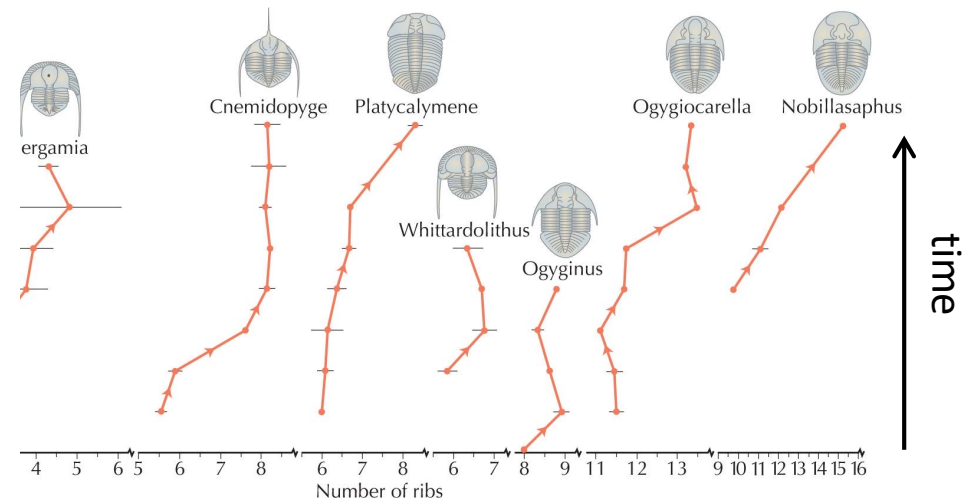 Cnemidopyge
Platycalymene
Ogygiocarella
Nobillasaphus
ergamia
Whittardolithus
Ogyginus
time
4 5 6 5 6 7 8 6 7 8 6 7 8 9 11 12 13 9 10 11 12 13 14 15 16
Number of ribs